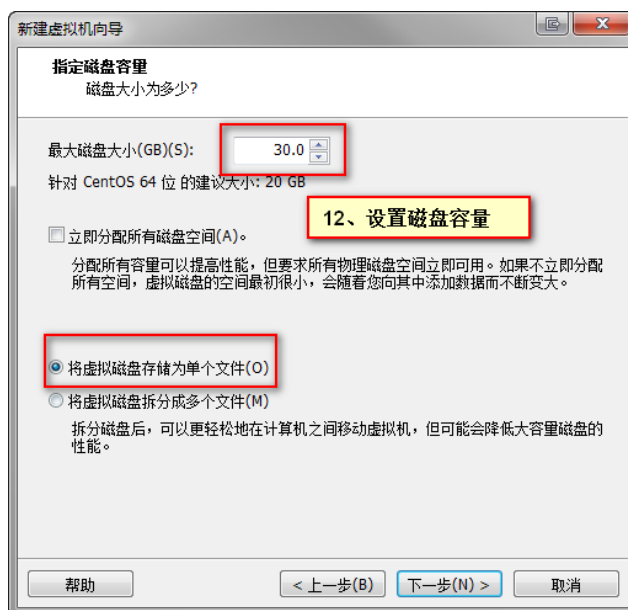 新建虚拟机向导
指定磁盘容量
磁盘大小为多少?
最大磁盘大小(GB)(S):
30.0
针对 CentOS 64 位 的建议大小: 20 GB
12、设置磁盘容量
立即分配所有磁盘空间(A)。
分配所有容量可以提高性能，但要求所有物理磁盘空间立即可用。如果不立即分配
所有空间，虚拟磁盘的空间最初很小，会随着您向其中添加数据而不断变大。
将虚拟磁盘存储为单个文件(O)
将虚拟磁盘拆分成多个文件(M)
拆分磁盘后，可以更轻松地在计算机之间移动虚拟机，但可能会降低大容量磁盘的
性能。
帮助
< 上一步(B)
下一步(N) >
取消